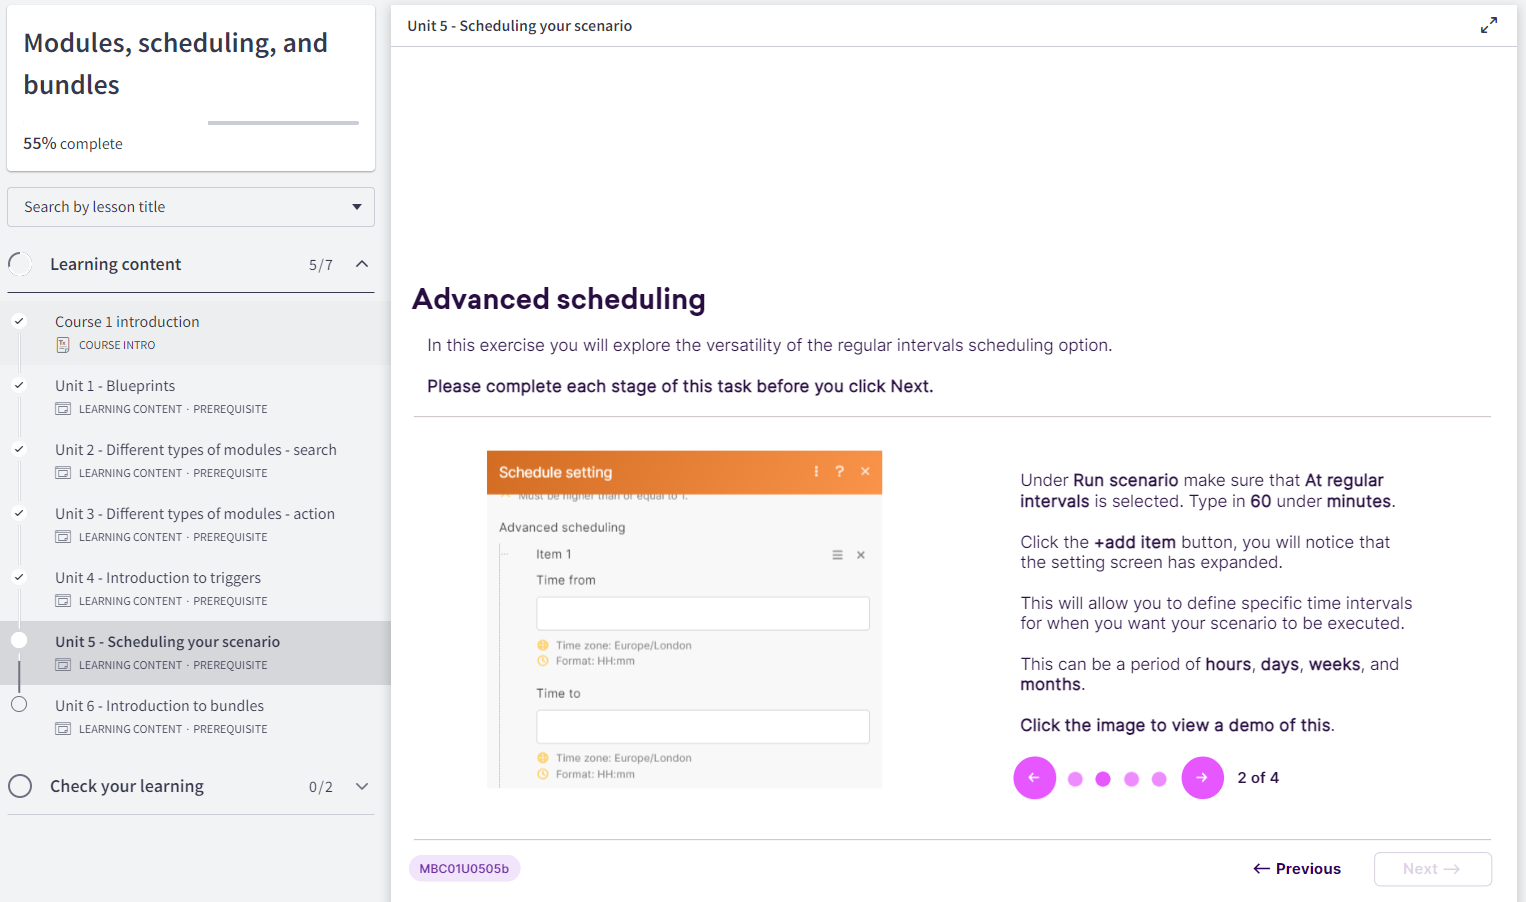 Modules, scheduling, and
bundles
55% complete
Search by lesson title
Learning content 5/7
Course 1 introduction
COURSE INTRO
Unit 1 - Blueprints
LEARNING CONTENT · PREREQUISITE
Unit 2 - Different types of modules - search
LEARNING CONTENT · PREREQUISITE
Unit 3 - Different types of modules - action
LEARNING CONTENT · PREREQUISITE
Unit 4 - Introduction to triggers
LEARNING CONTENT · PREREQUISITE
Unit 5 - Scheduling your scenario
LEARNING CONTENT · PREREQUISITE
Unit 6 - Introduction to bundles
LEARNING CONTENT · PREREQUISITE
Check your learning 0/2
Unit 5 - Scheduling your scenario
Advanced scheduling
In this exercise you will explore the versatility of the regular intervals scheduling option.
Please complete each stage of this task before you click Next.
Schedule setting ?
Must be higher than or equal to 1.
Advanced scheduling
Item 1
Time from
Time zone: Europe/London
Format: HH:mm
Time to
Time zone: Europe/London
Format: HH:mm
Under Run scenario make sure that At regular
intervals is selected. Type in 60 under minutes.
Click the +add item button, you will notice that
the setting screen has expanded.
This will allow you to define specific time intervals
for when you want your scenario to be executed.
This can be a period of hours, days, weeks, and
months.
Click the image to view a demo of this.
2 of 4
MBC01U0505b
← Previous
Next →